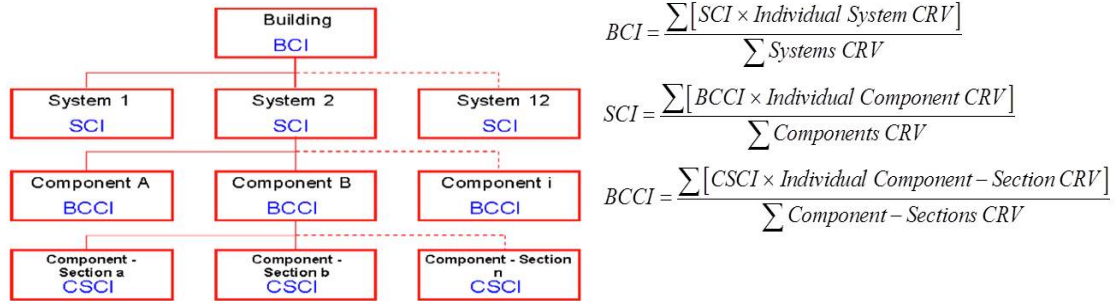 Building
BCI
System 1
SCI
System 2
SCI
System 12
SCI
Component A
BCCI
Component B
BCCI
Component i
BCCI
Component -
Section a
CSCI
Component -
Section b
CSCI
Component - Section
n
CSCI
BCI = ∑[SCI × Individual System CRV] / ∑ Systems CRV
SCI = ∑[BCCI × Individual Component CRV] / ∑ Components CRV
BCCI = ∑[CSCI × Individual Component – Section CRV] / ∑ Component – Sections CRV